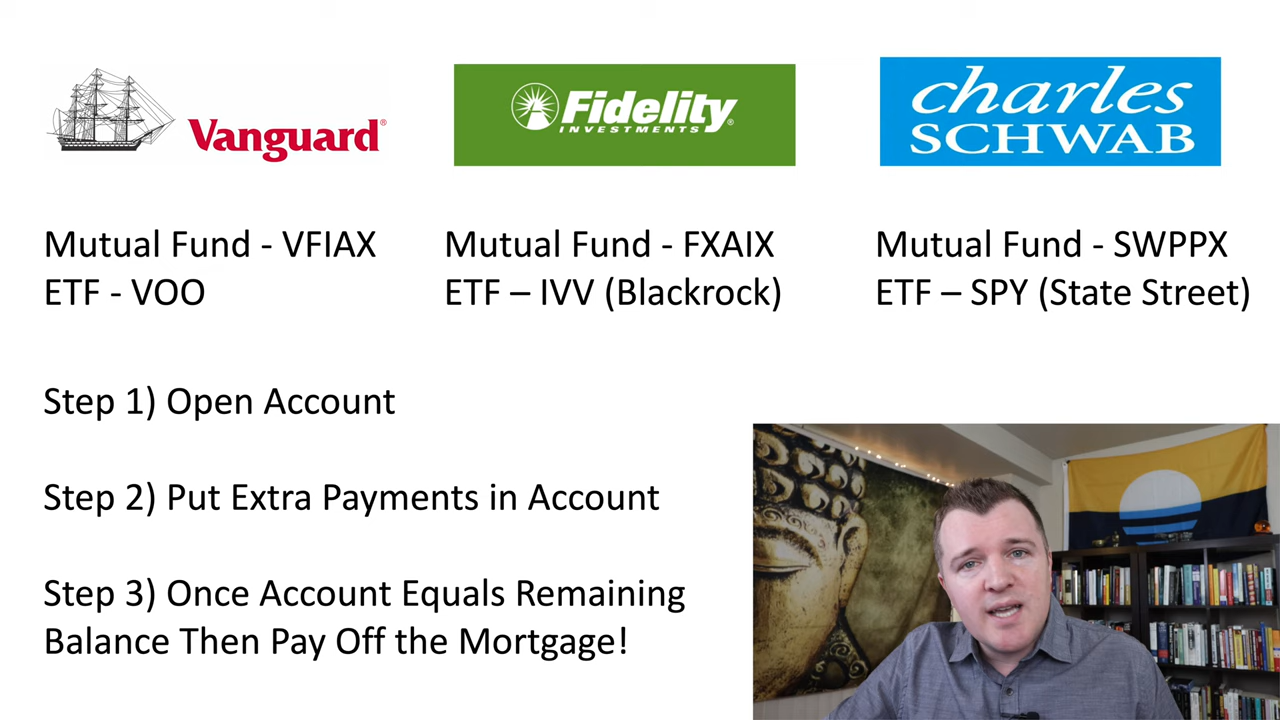 Vanguard®
Fidelity®
INVESTMENTS
charles
SCHWAB
Mutual Fund - VFIAX
ETF - VOO
Mutual Fund - FXAIX
ETF – IVV (Blackrock)
Mutual Fund - SWPPX
ETF – SPY (State Street)
Step 1) Open Account
Step 2) Put Extra Payments in Account
Step 3) Once Account Equals Remaining
Balance Then Pay Off the Mortgage!